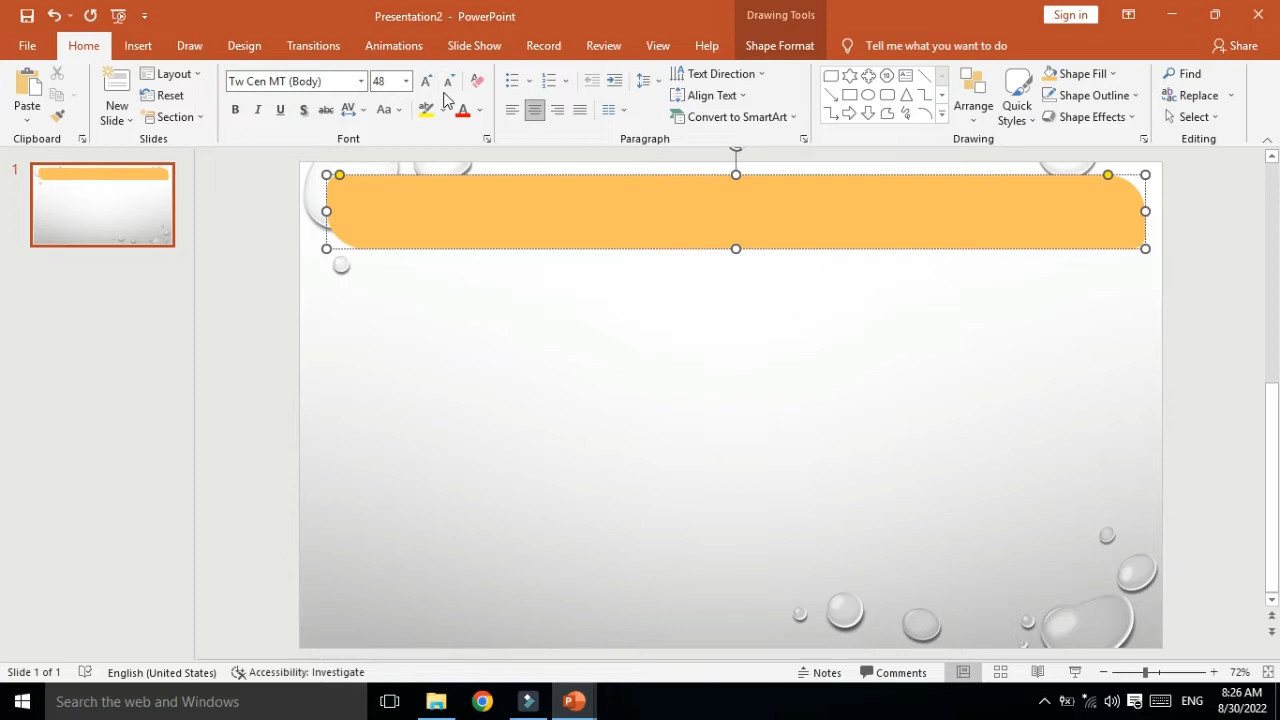 Presentation2 - PowerPoint
Drawing Tools
Sign in
File
Home
Insert
Draw
Design
Transitions
Animations
Slide Show
Record
Review
View
Help
Shape Format
Tell me what you want to do
Share
Paste
Clipboard
New Slide
Layout
Reset
Section
Slides
Tw Cen MT (Body)
48
A A
B I U S abc AV Aa A
Font
Text Direction
Align Text
Convert to SmartArt
Paragraph
Arrange
Quick Styles
Shape Fill
Shape Outline
Shape Effects
Drawing
Find
Replace
Select
Editing
1
Slide 1 of 1
English (United States)
Accessibility: Investigate
Notes
Comments
72%
Search the web and Windows
ENG
8:26 AM
8/30/2022